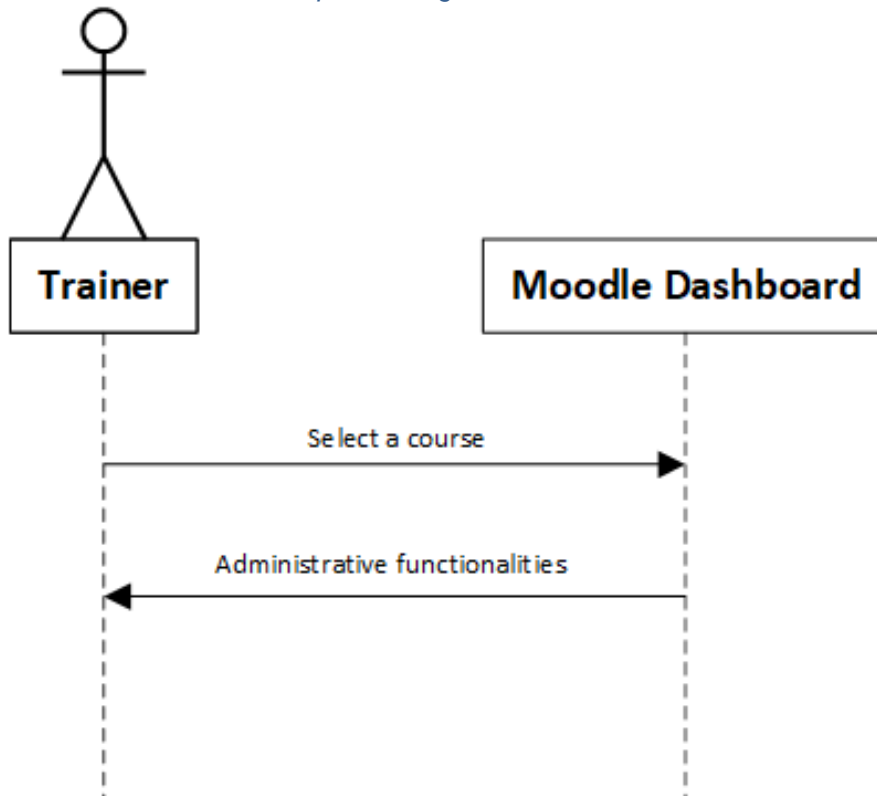 Trainer
Moodle Dashboard
Select a course
Administrative functionalities